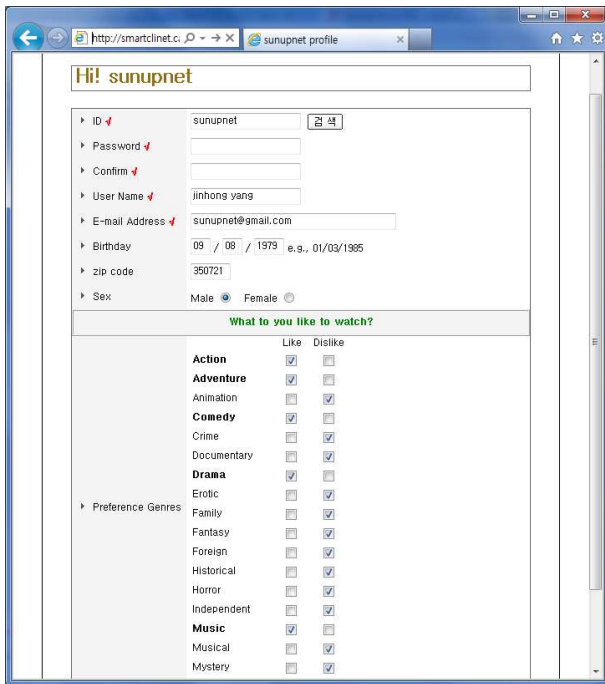 http://smartclinet.c
sunupnet profile
Hi! sunupnet
ID sunupnet 검 색
Password
Confirm
User Name jinhong yang
E-mail Address sunupnet@gmail.com
Birthday 09 / 08 / 1979 e.g., 01/03/1985
zip code 350721
Sex Male Female
What to you like to watch?
Like Dislike
Action
Adventure
Animation
Comedy
Crime
Documentary
Drama
Erotic
Preference Genres
Family
Fantasy
Foreign
Historical
Horror
Independent
Music
Musical
Mystery